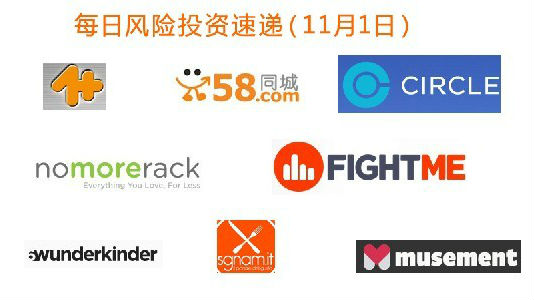 每日风险投资速递(11月1日)
58同城
.com
CIRCLE
nomorerack
Everything You Love, For Less
FIGHTME
wunderkinder
sgnam.it
musement